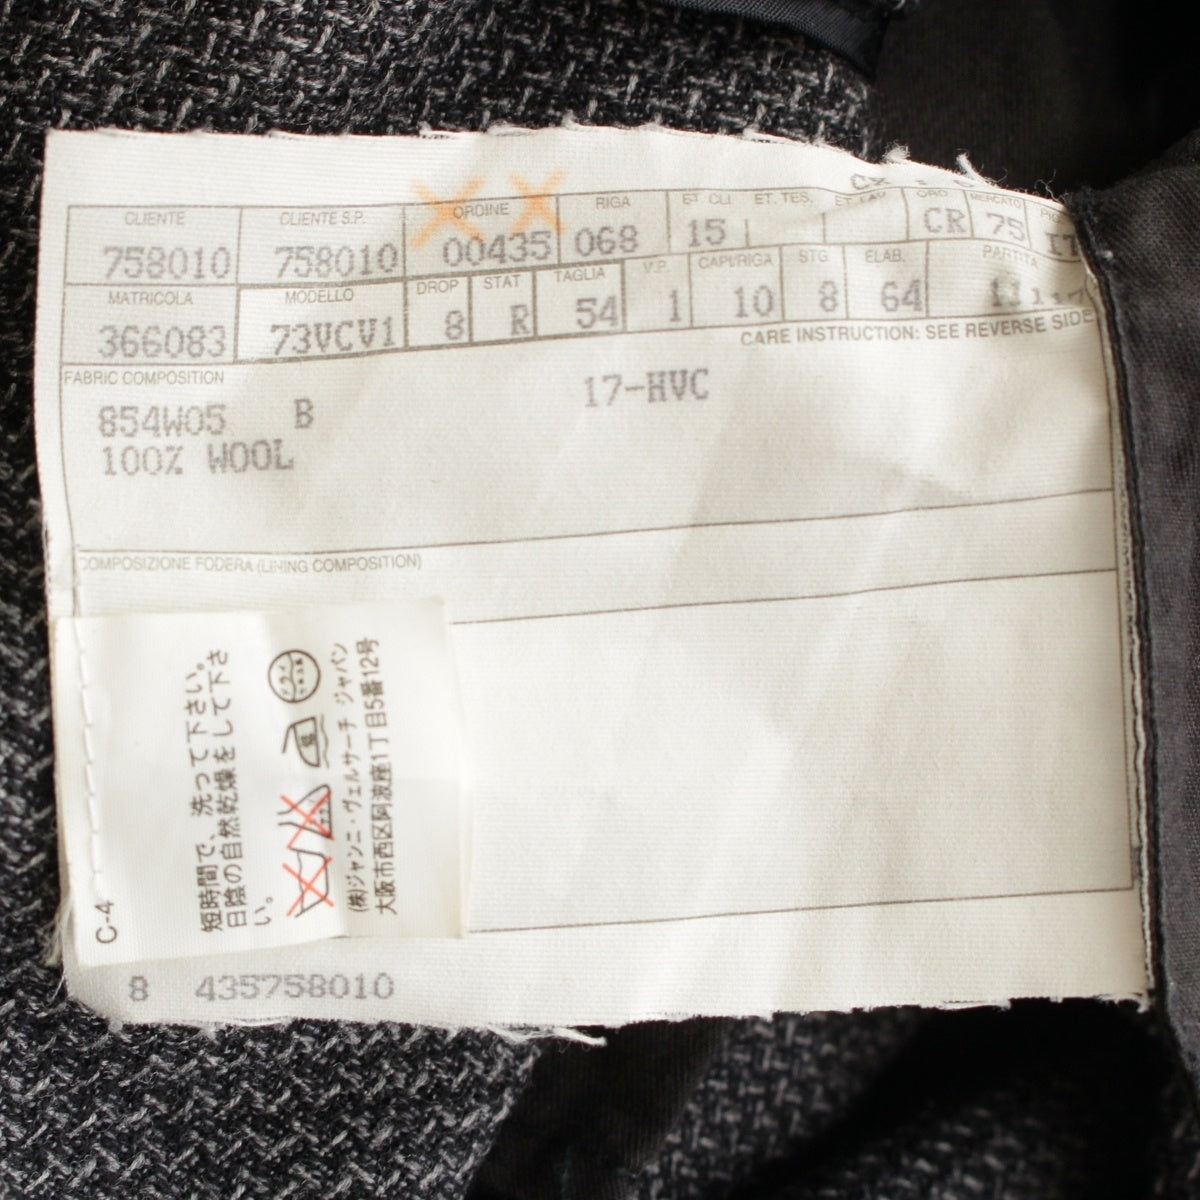 CLIENTE CLIENTE S.P. ORDINE RIGA ET. CLI. ET. TES. ET. LAV. ORD. MERCATO
758010 758010 00435 068 15 CR 75 IT
MATRICOLA MODELLO DROP STAT TAGLIA V.P. CAPI/RIGA STG. ELAB. PARTITA
366083 73VCV1 8 R 54 1 10 8 64
CARE INSTRUCTION: SEE REVERSE SIDE
FABRIC COMPOSITION
854W05 B 17-HVC
100% WOOL
COMPOSIZIONE FODERA (LINING COMPOSITION)
C-4
短時間で、洗って下さい。
日陰の自然乾燥をして下さ
い。
(株)ジャンニ・ヴェルサーチ ジャパン
大阪市西区阿波座1丁目5番12号
8 435758010